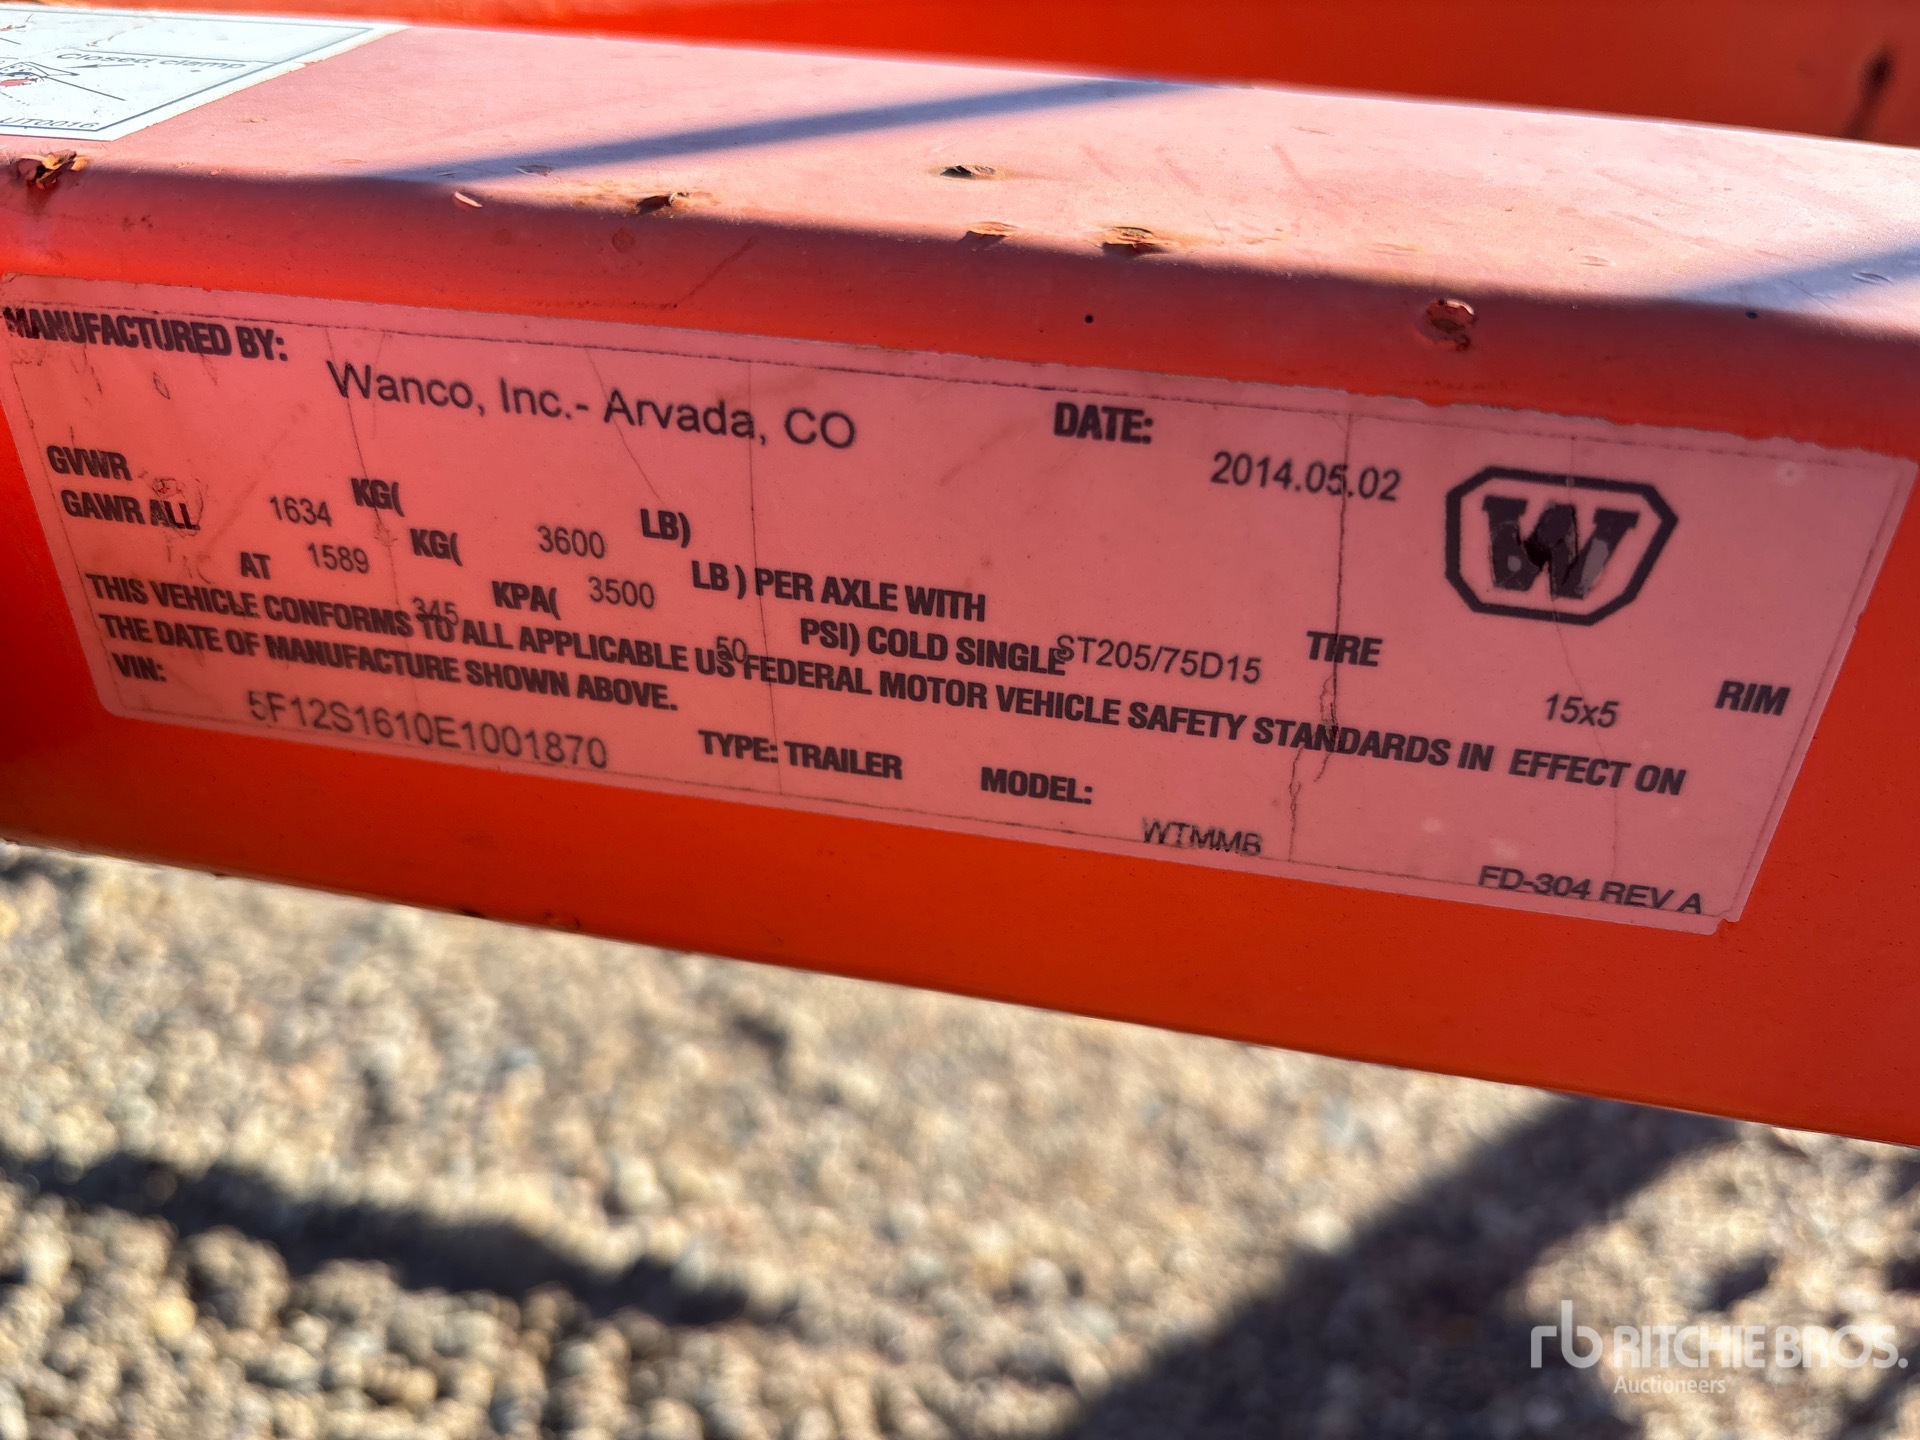 Closed clamp
UT0016
MANUFACTURED BY: Wanco, Inc.- Arvada, CO DATE: 2014.05.02
W
GVWR 1634 KG( 3600 LB)
GAWR ALL 1589 KG( 3500 LB) PER AXLE WITH ST205/75D15 TIRE 15x5 RIM
AT 345 KPA( 50 PSI) COLD SINGLE
THIS VEHICLE CONFORMS TO ALL APPLICABLE US FEDERAL MOTOR VEHICLE SAFETY STANDARDS IN EFFECT ON
THE DATE OF MANUFACTURE SHOWN ABOVE.
VIN: 5F12S1610E1001870 TYPE: TRAILER MODEL: WTMMB
FD-304 REV A
rb RITCHIE BROS.
Auctioneers